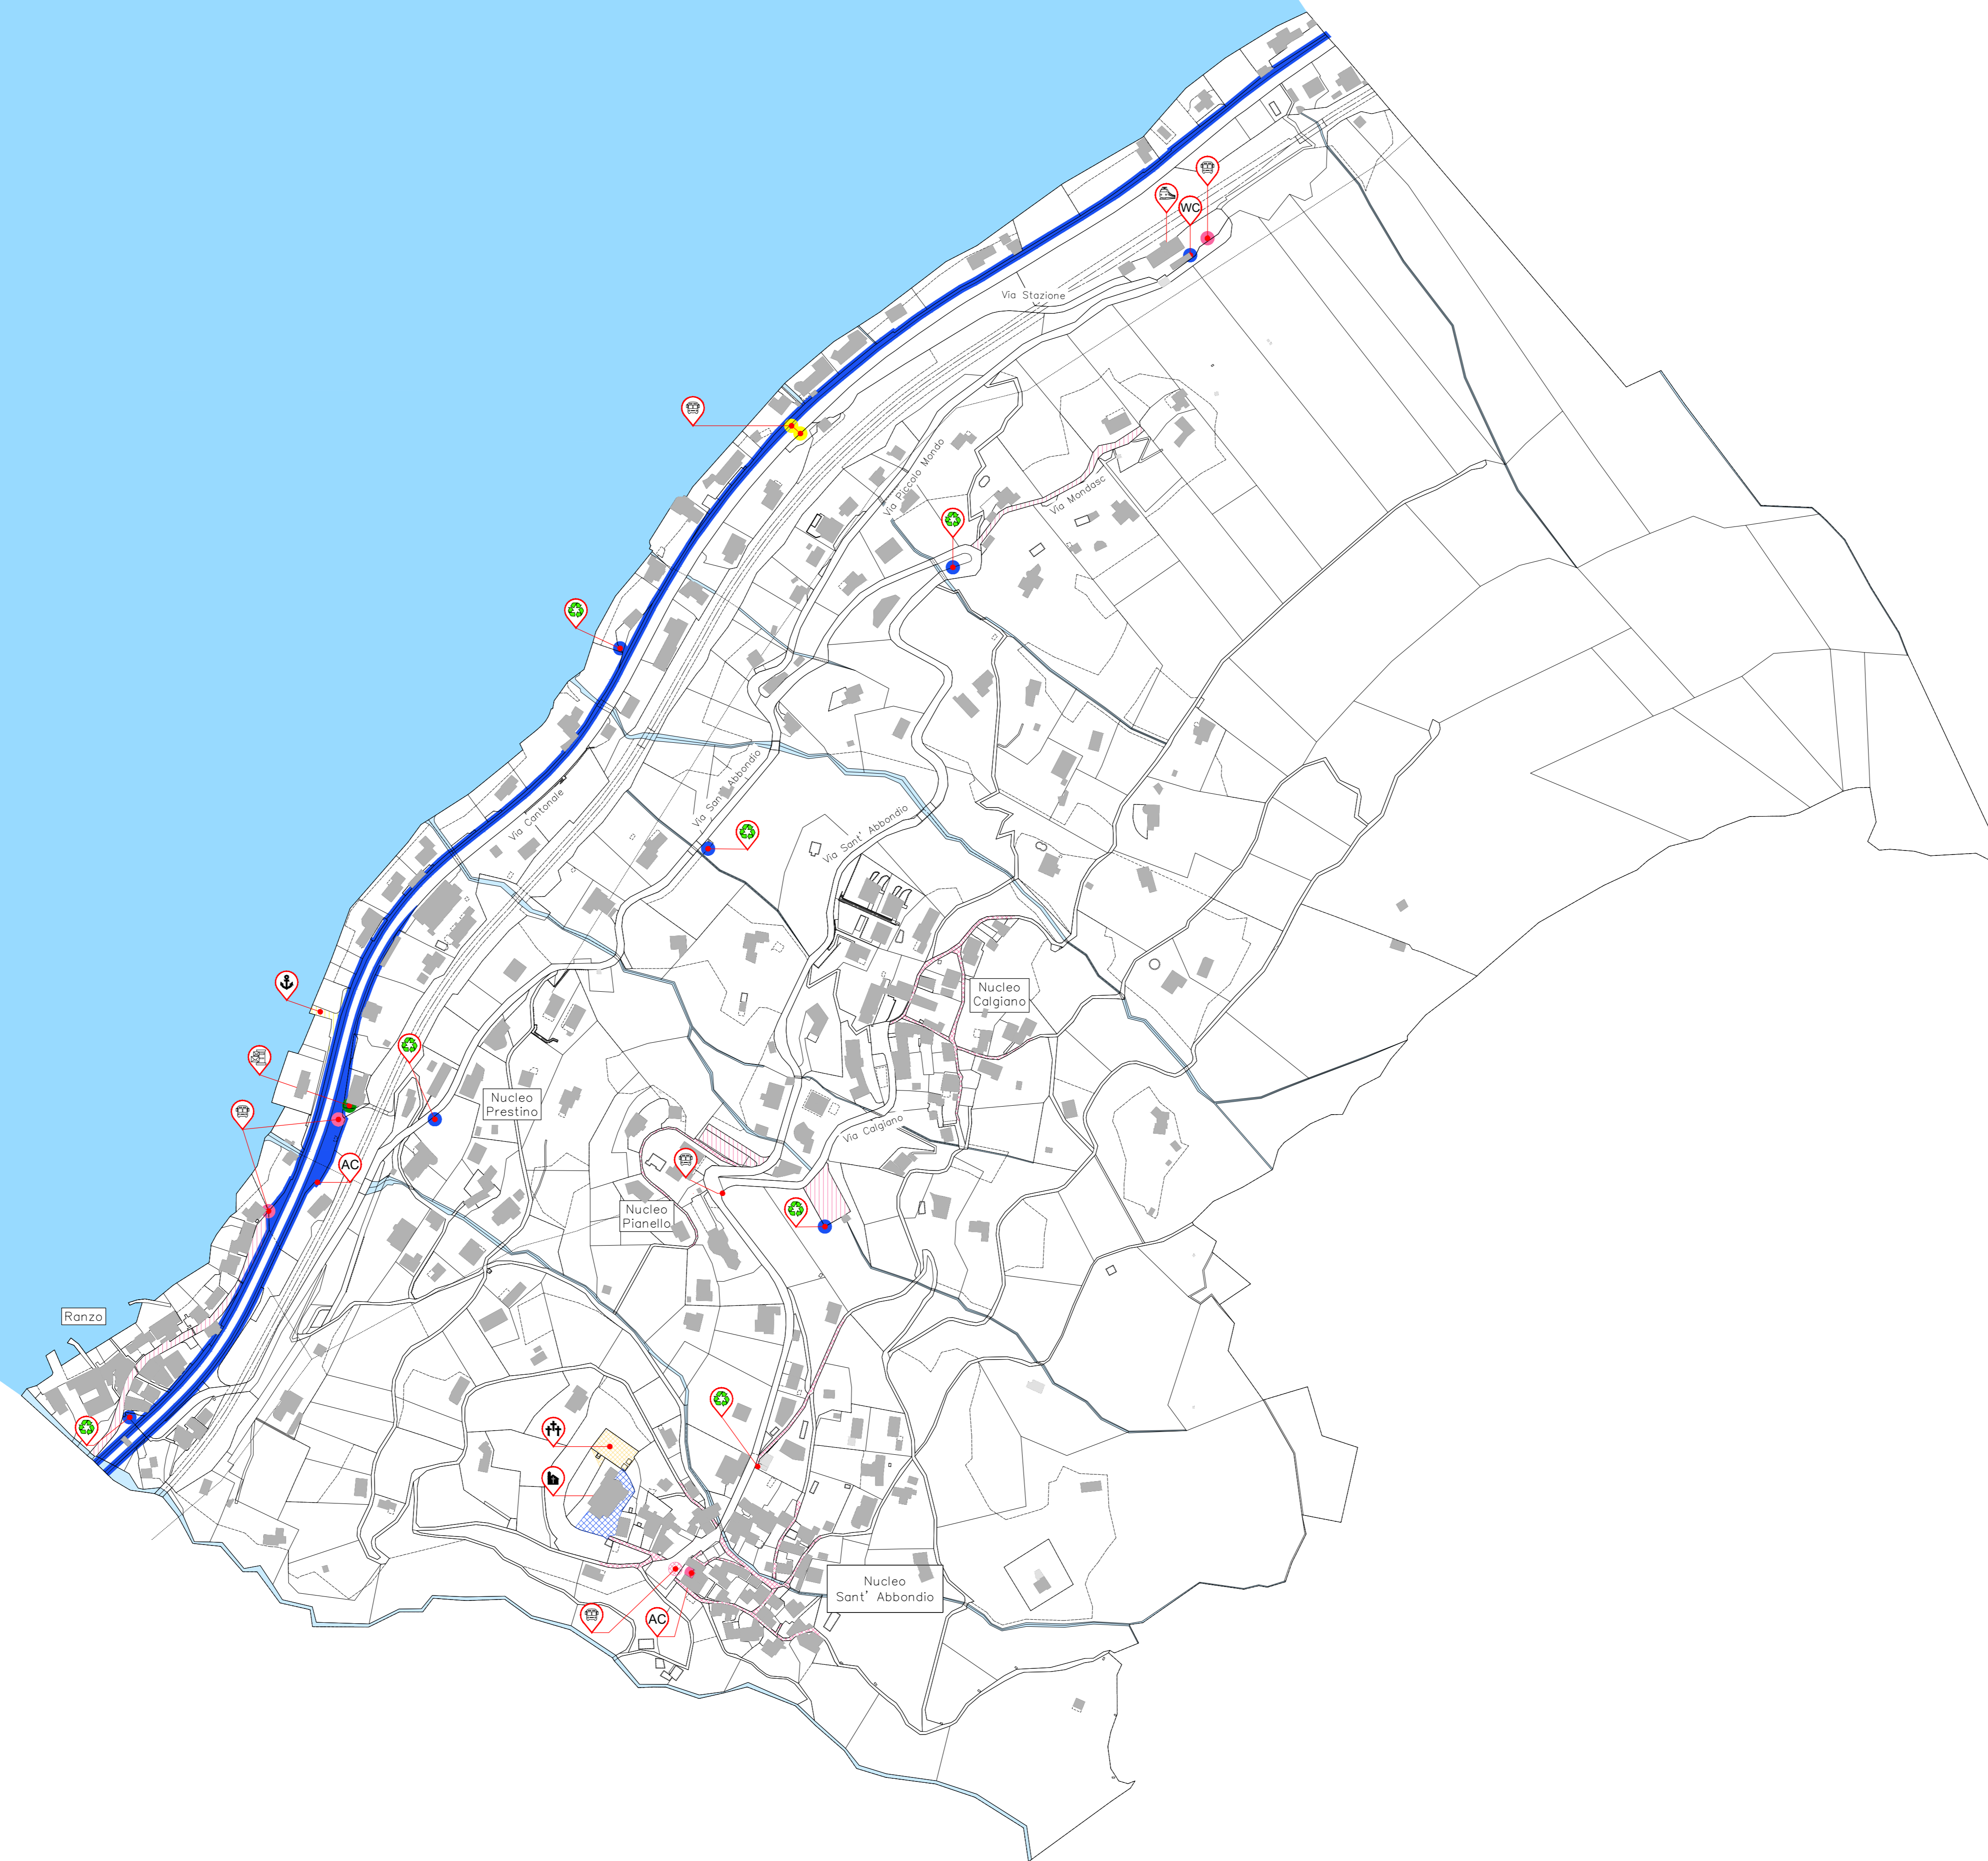 WC
Via Stazione
Via Piccolo Mondo
Via Mondasc
Via Sant' Abbondio
Via Cantonale
Via Sant' Abbondio
Nucleo
Calgiano
Nucleo
Prestino
Via Calgiano
AC
Nucleo
Pianello
Ranzo
Nucleo
Sant' Abbondio
AC